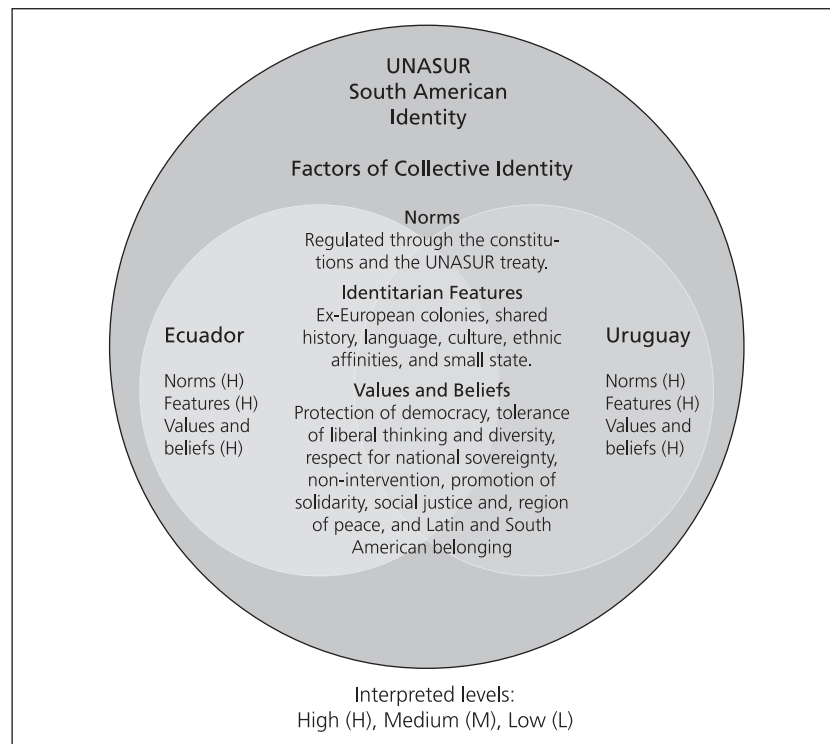 UNASUR
South American
Identity
Factors of Collective Identity
Norms
Regulated through the constitu-
tions and the UNASUR treaty.
Identitarian Features
Ex-European colonies, shared
history, language, culture, ethnic
affinities, and small state.
Values and Beliefs
Protection of democracy, tolerance
of liberal thinking and diversity,
respect for national sovereignty,
non-intervention, promotion of
solidarity, social justice and, region
of peace, and Latin and South
American belonging
Ecuador
Norms (H)
Features (H)
Values and
beliefs (H)
Uruguay
Norms (H)
Features (H)
Values and
beliefs (H)
Interpreted levels:
High (H), Medium (M), Low (L)